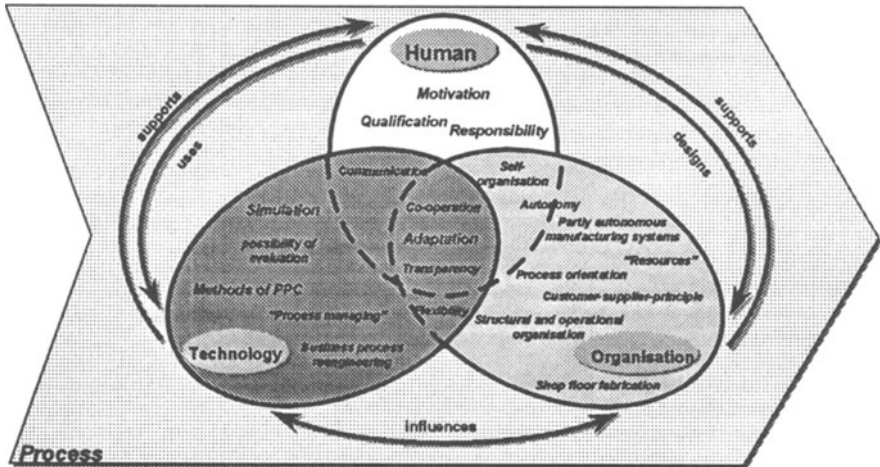 Human
Motivation
Qualification
Responsibility
supports
uses
supports
designs
Communication
Self-
organisation
Simulation
Co-operation
Autonomy
Partly autonomous
manufacturing systems
possibility of
evaluation
Adaptation
"Resources"
Transparency
Process orientation
Methods of PPC
Customer-supplier-principle
"Process managing"
Flexibility
Structural and operational
organisation
Technology
Business process
reengineering
Organisation
Shop floor fabrication
influences
Process